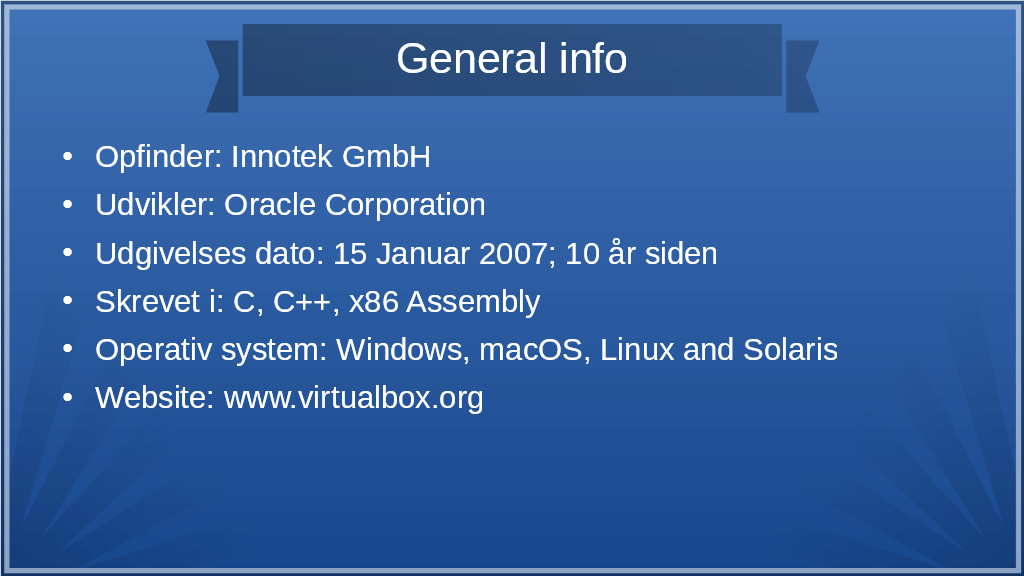 General info
• Opfinder: Innotek GmbH
• Udvikler: Oracle Corporation
• Udgivelses dato: 15 Januar 2007; 10 år siden
• Skrevet i: C, C++, x86 Assembly
• Operativ system: Windows, macOS, Linux and Solaris
• Website: www.virtualbox.org